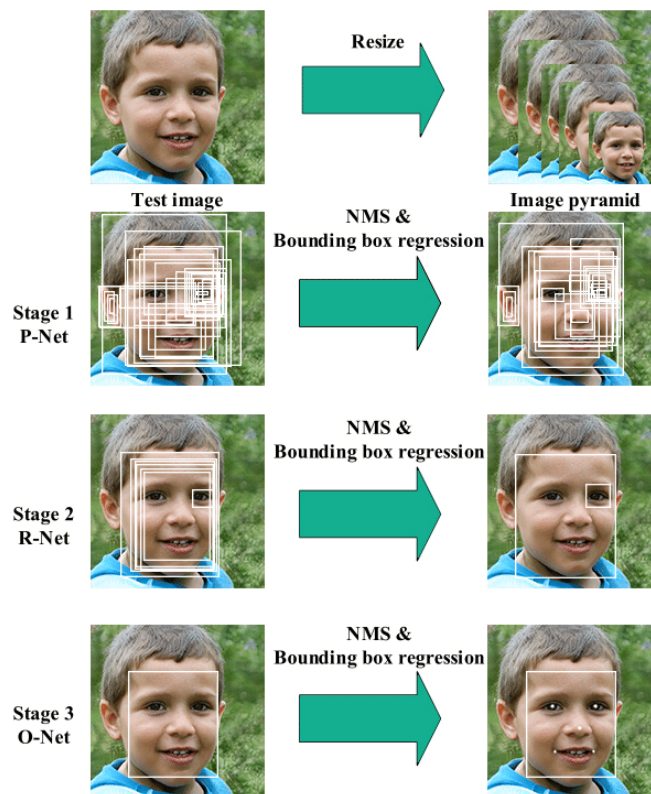 Resize
Test image
Image pyramid
NMS &
Bounding box regression
Stage 1
P-Net
NMS &
Bounding box regression
Stage 2
R-Net
NMS &
Bounding box regression
Stage 3
O-Net